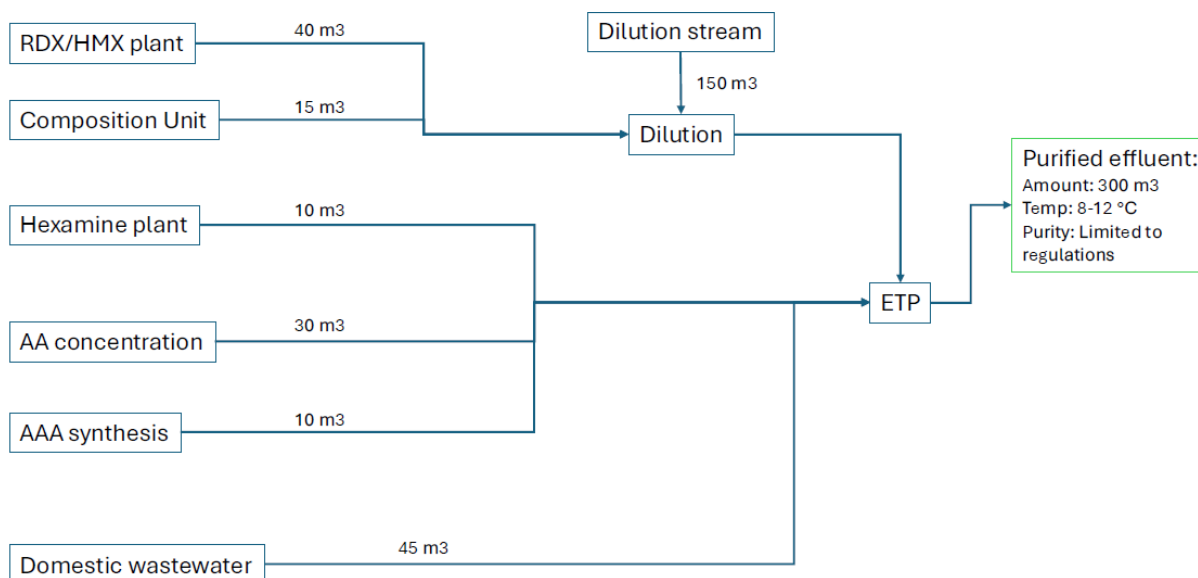 RDX/HMX plant
40 m3
Dilution stream
150 m3
Composition Unit
15 m3
Dilution
Purified effluent:
Amount: 300 m3
Temp: 8-12 °C
Purity: Limited to
regulations
Hexamine plant
10 m3
ETP
AA concentration
30 m3
AAA synthesis
10 m3
Domestic wastewater
45 m3